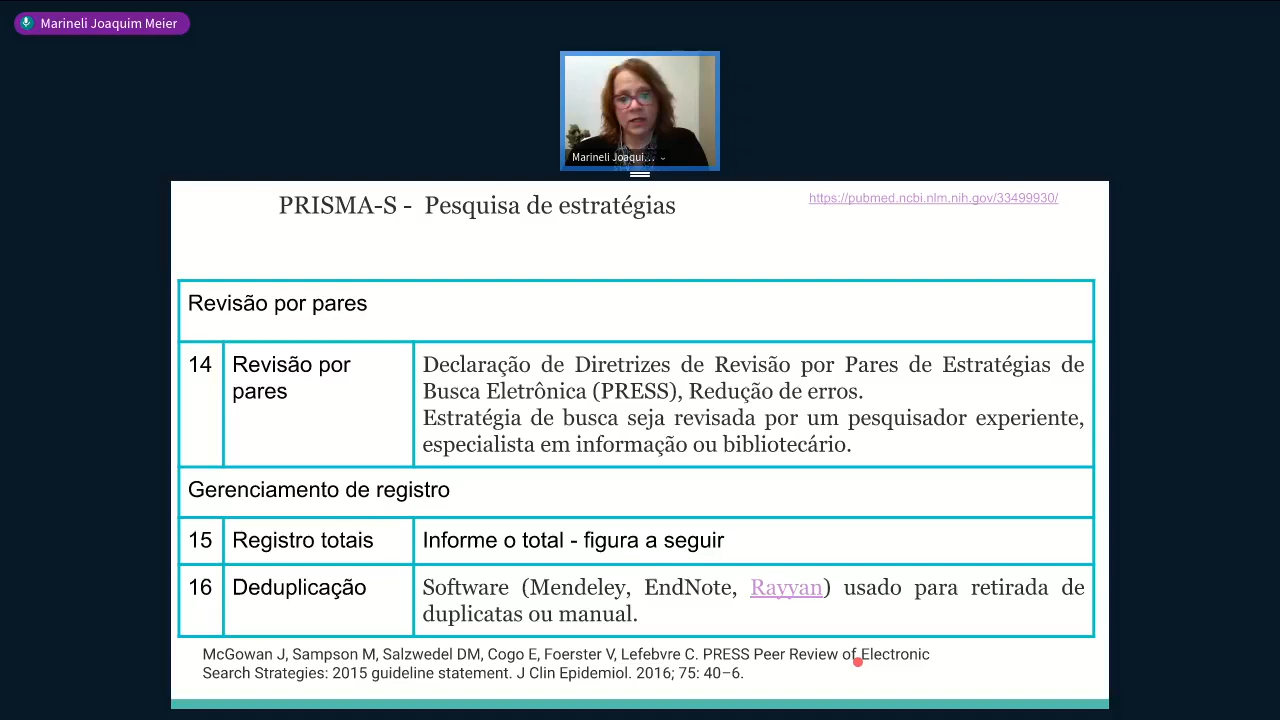 Marineli Joaquim Meier
Marineli Joaqui...
PRISMA-S - Pesquisa de estratégias
https://pubmed.ncbi.nlm.nih.gov/33499930/
Revisão por pares
14
Revisão por
pares
Declaração de Diretrizes de Revisão por Pares de Estratégias de
Busca Eletrônica (PRESS), Redução de erros.
Estratégia de busca seja revisada por um pesquisador experiente,
especialista em informação ou bibliotecário.
Gerenciamento de registro
15
Registro totais
Informe o total - figura a seguir
16
Deduplicação
Software (Mendeley, EndNote, Rayyan) usado para retirada de
duplicatas ou manual.
McGowan J, Sampson M, Salzwedel DM, Cogo E, Foerster V, Lefebvre C. PRESS Peer Review of Electronic
Search Strategies: 2015 guideline statement. J Clin Epidemiol. 2016; 75: 40–6.